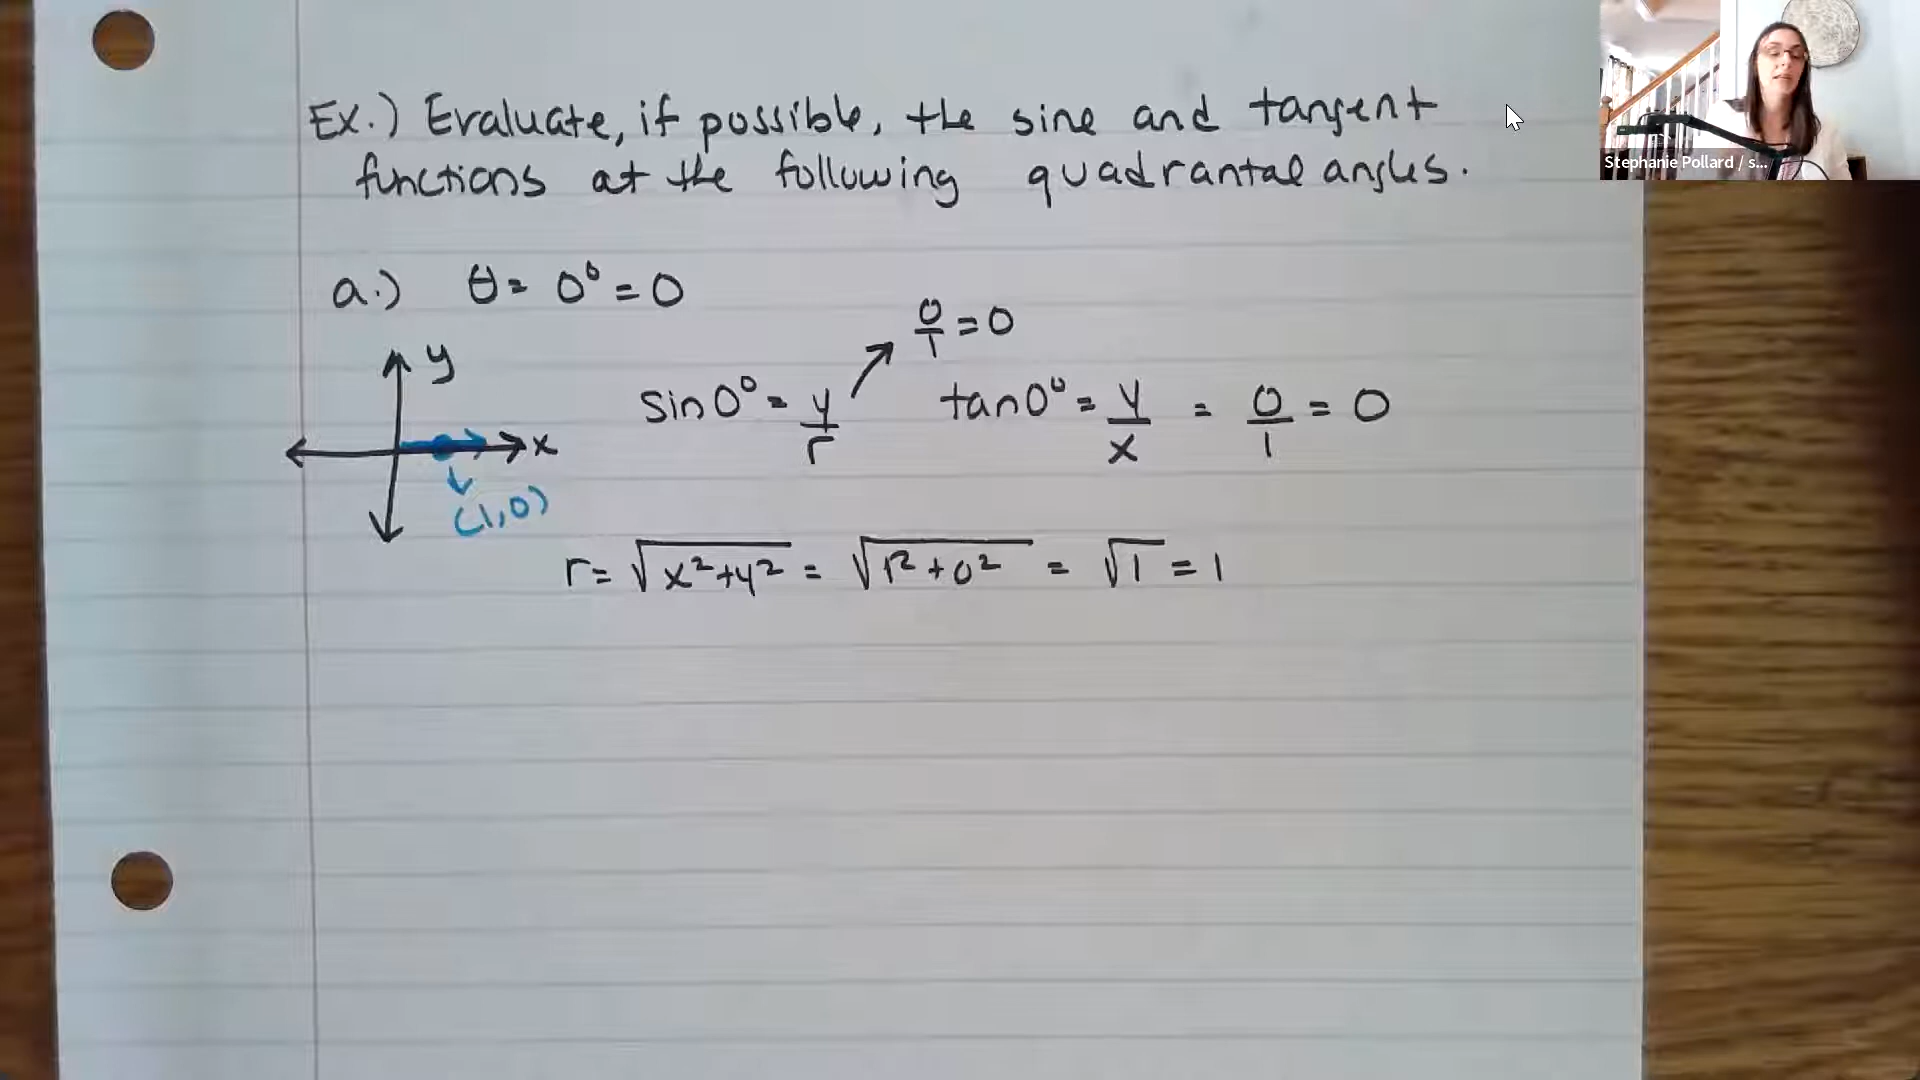 Ex.) Evaluate, if possible, the sine and tangent
functions at the following quadrantal angles.
Stephanie Pollard / s...
a.) θ = 0° = 0
y
x
(1,0)
sin 0° = y/r ↗ 0/1 = 0
tan 0° = y/x = 0/1 = 0
r = √x²+y² = √1²+0² = √1 = 1